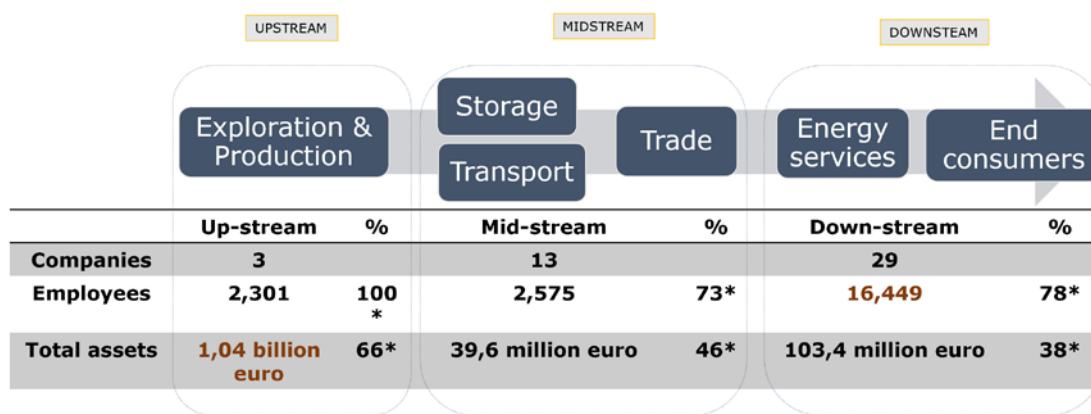 UPSTREAM
MIDSTREAM
DOWNSTEAM
Exploration &
Production
Storage
Transport
Trade
Energy
services
End
consumers
Up-stream % Mid-stream % Down-stream %
Companies 3 13 29
Employees 2,301 100 2,575 73* 16,449 78*
*
Total assets 1,04 billion 66* 39,6 million euro 46* 103,4 million euro 38*
euro